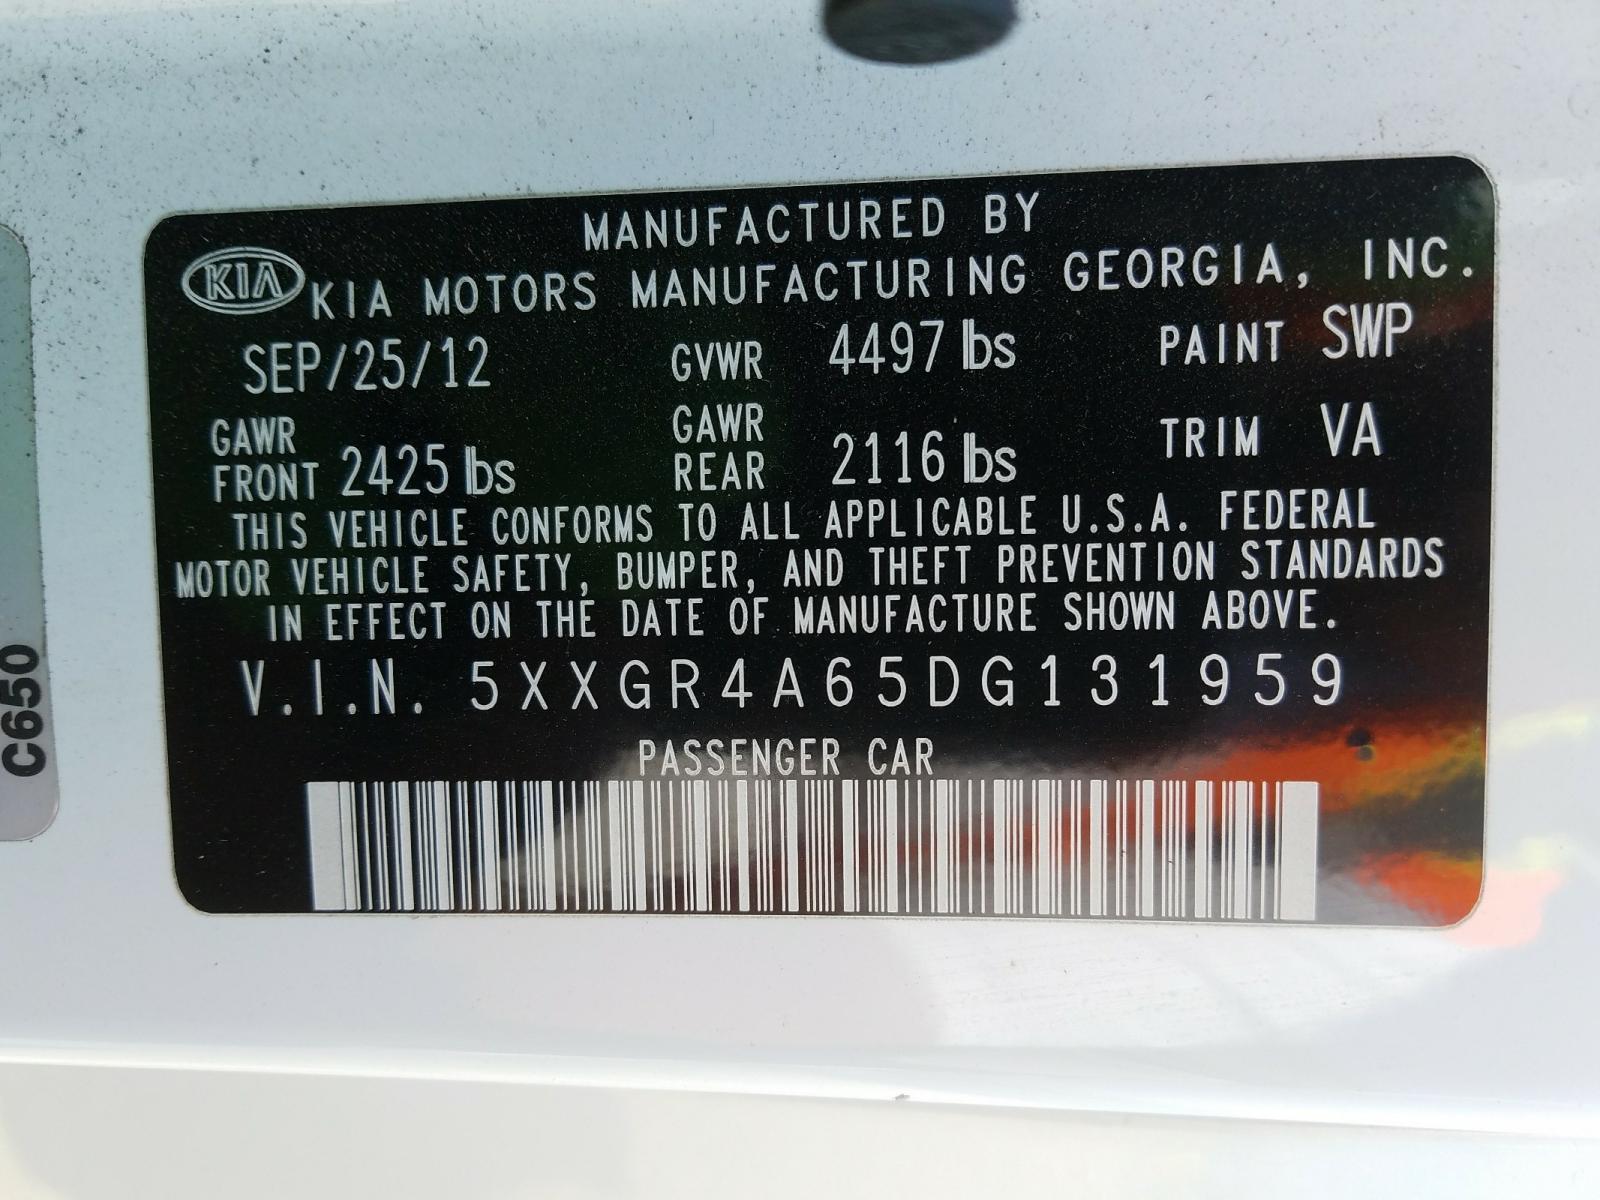 MANUFACTURED BY
KIA KIA MOTORS MANUFACTURING GEORGIA, INC.
SEP/25/12 GVWR 4497 lbs PAINT SWP
GAWR FRONT 2425 lbs GAWR REAR 2116 lbs TRIM VA
THIS VEHICLE CONFORMS TO ALL APPLICABLE U.S.A. FEDERAL
MOTOR VEHICLE SAFETY, BUMPER, AND THEFT PREVENTION STANDARDS
IN EFFECT ON THE DATE OF MANUFACTURE SHOWN ABOVE.
V.I.N. 5XXGR4A65DG131959
PASSENGER CAR
C650